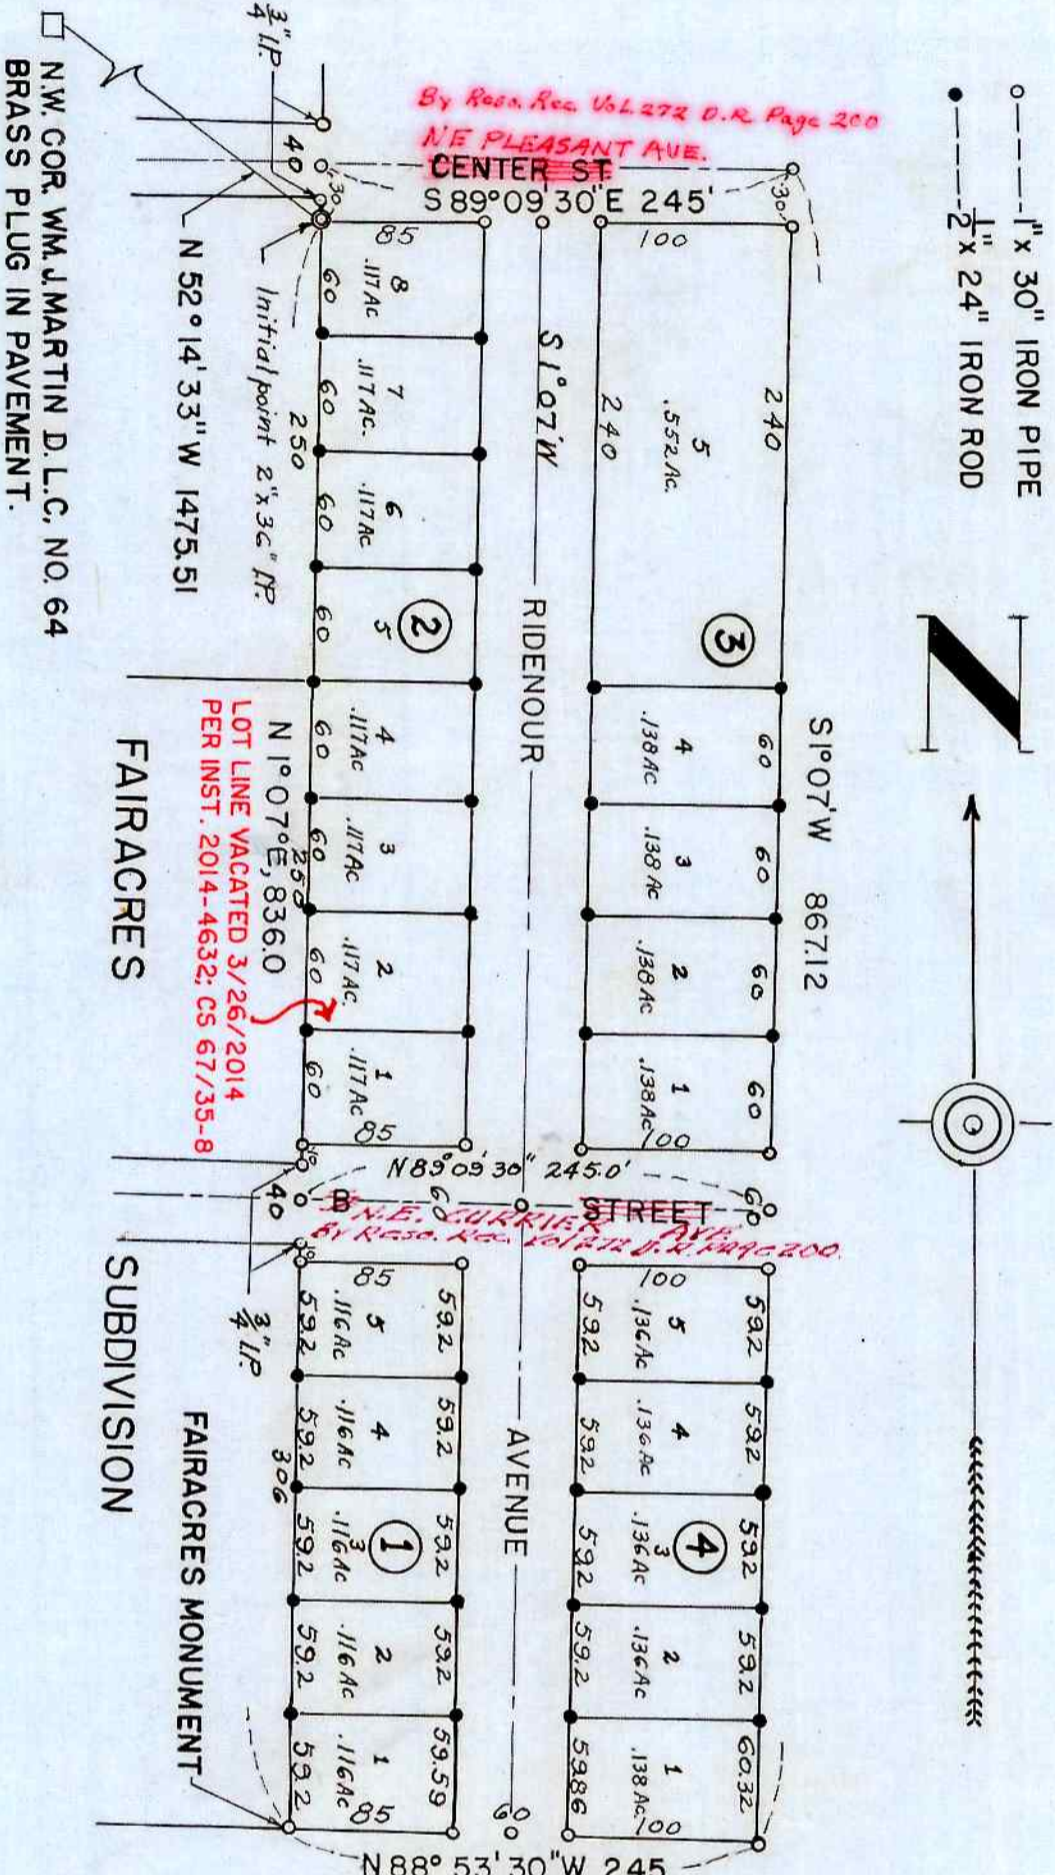 ○----1" x 30" IRON PIPE
●----1/2" x 24" IRON ROD
By Reso. Rec. Vol 272 D.R. Page 200
NE PLEASANT AVE.
CENTER ST.
S 89°09'30"E 245'
3/4" I.P.
40
30
30
85
100
S 1°07'W 867.12
240
240
5
.552 Ac.
3
60
60
60
60
4
.138 Ac
3
.138 Ac
2
.138 Ac
1
.138 Ac
100
S 1°07'W
RIDENOUR
AVENUE
8
.117 Ac.
7
.117 Ac.
6
.117 Ac
5
2
4
.117 Ac
3
.117 Ac
2
.117 Ac.
1
.117 Ac
85
60
60
60
60
60
60
60
60
250
250
Initial point 2"x36" I.P.
N 1°07°E, 836.0
LOT LINE VACATED 3/26/2014
PER INST. 2014-4632; CS 67/35-8
N 52°14'33"W 1475.51
N.W. COR. WM. J. MARTIN D.L.C. NO. 64
BRASS PLUG IN PAVEMENT.
FAIRACRES
SUBDIVISION
N 89°09'30" 245.0'
10
40
B STREET
60
60
N.E. CURRIER AVE.
By Reso. Rec. Vol 272 D.R. Page 200.
10
3/4" I.P.
100
59.2
59.2
59.2
59.2
60.32
5
.136 Ac
4
.136 Ac
3
.136 Ac
4
2
.136 Ac
1
.138 Ac.
100
59.2
59.2
59.2
59.2
59.86
85
59.2
59.2
59.2
59.2
59.59
5
.116 Ac
4
.116 Ac
3
.116 Ac
1
2
.116 Ac
1
.116 Ac
85
59.2
59.2
59.2
59.2
59.2
306
60
FAIRACRES MONUMENT
N 88°53'30"W 245